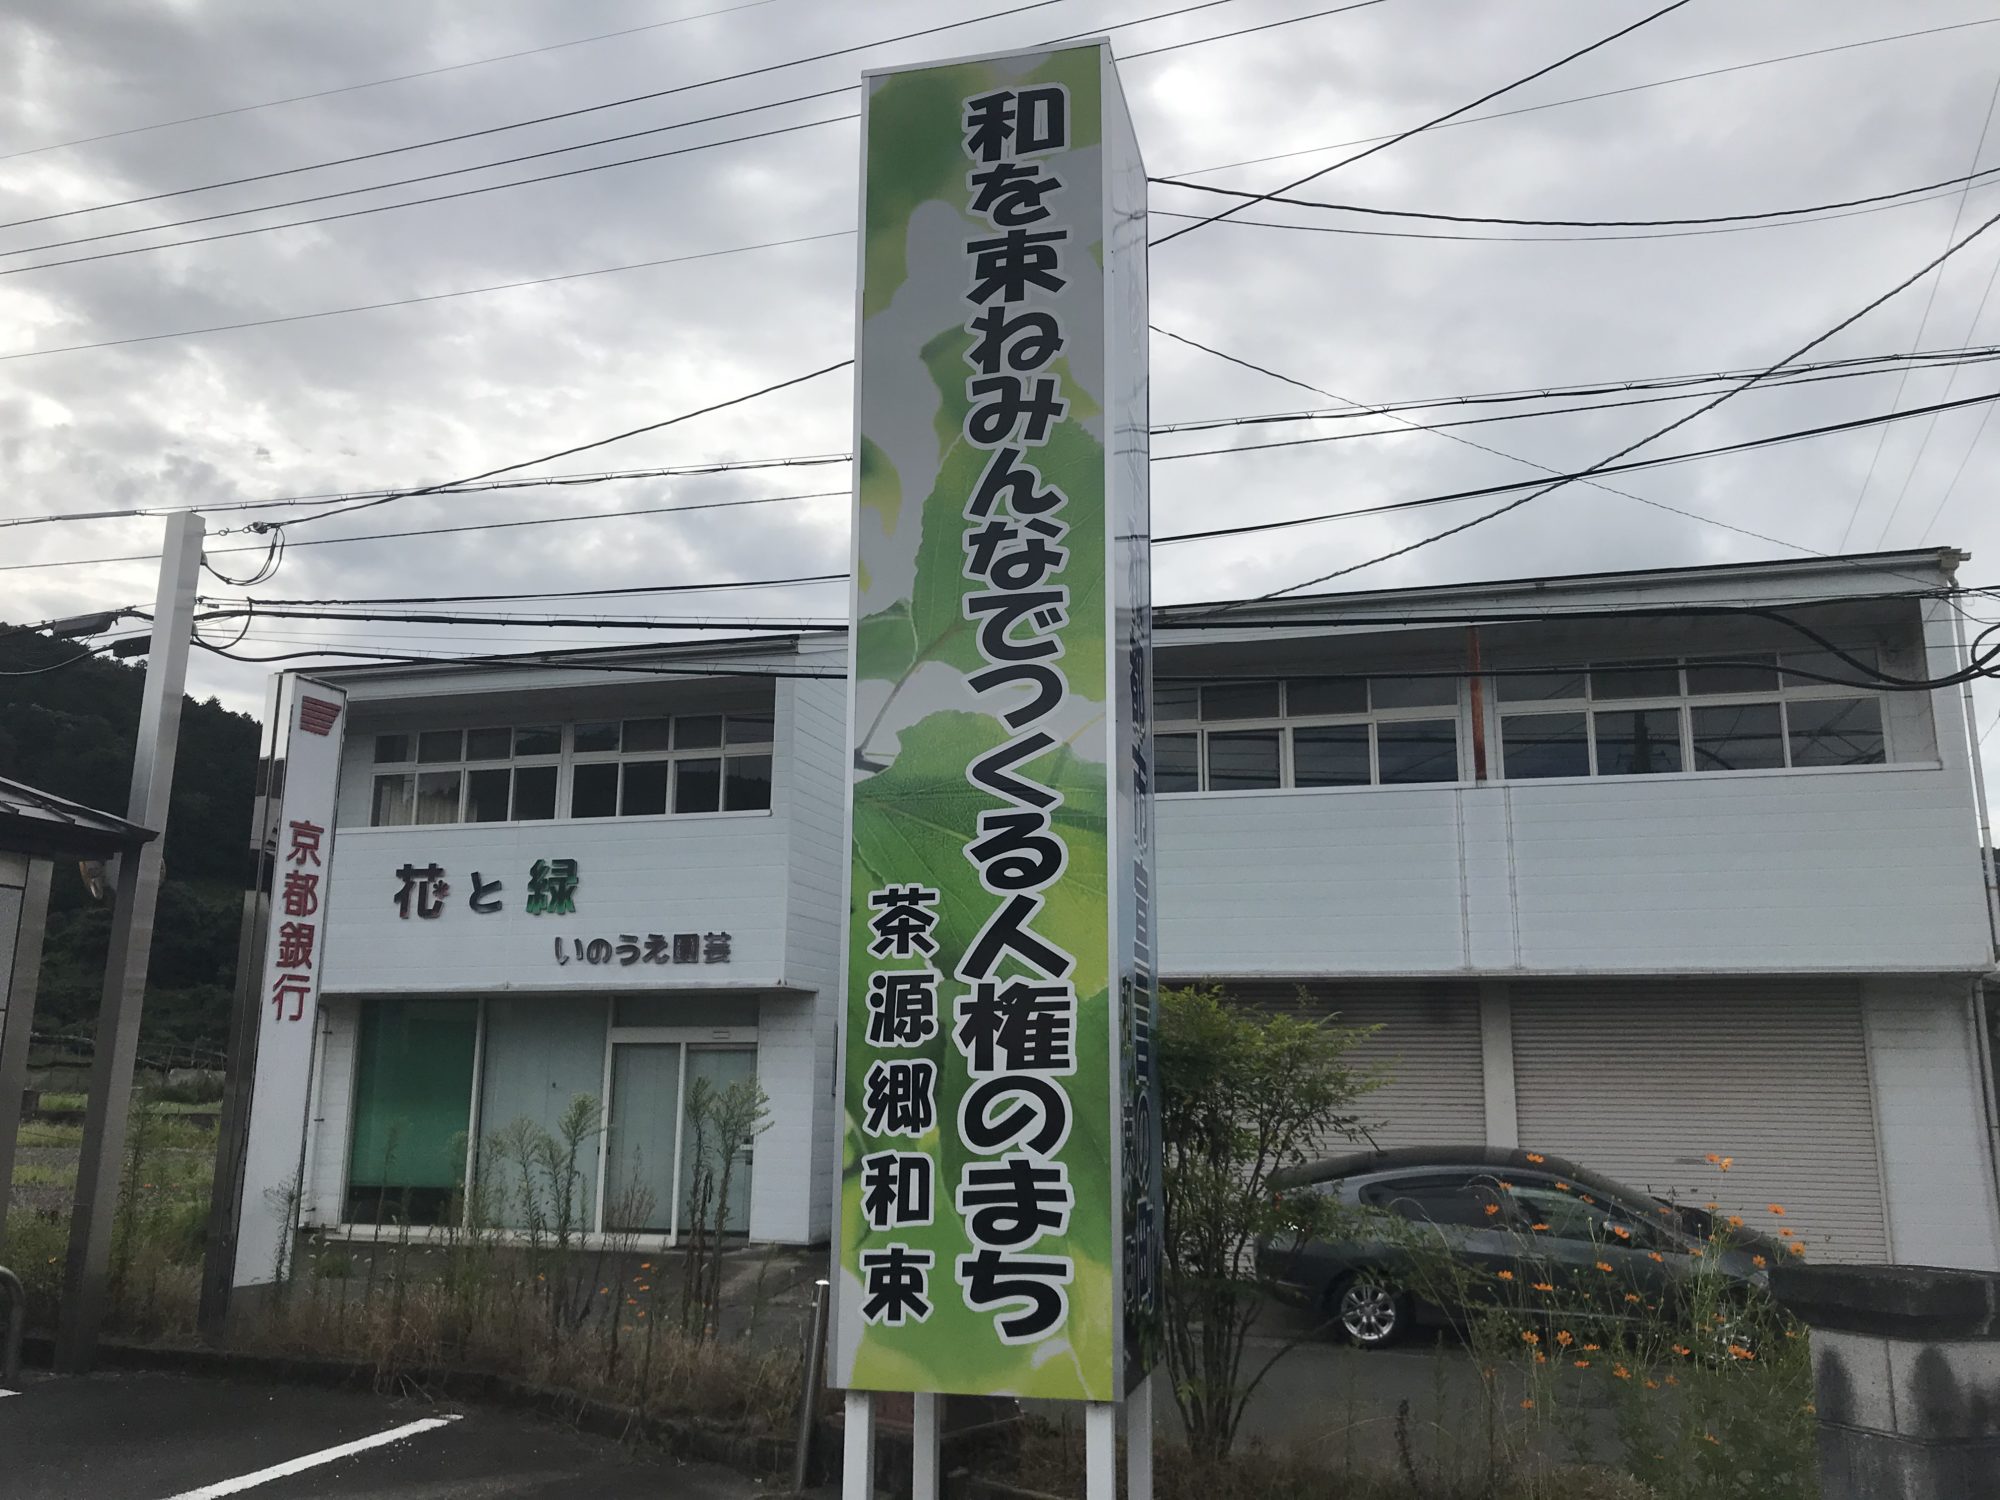 和を束ねみんなでつくる人権のまち
茶源郷和束
京都銀行
花と緑
いのうえ園芸